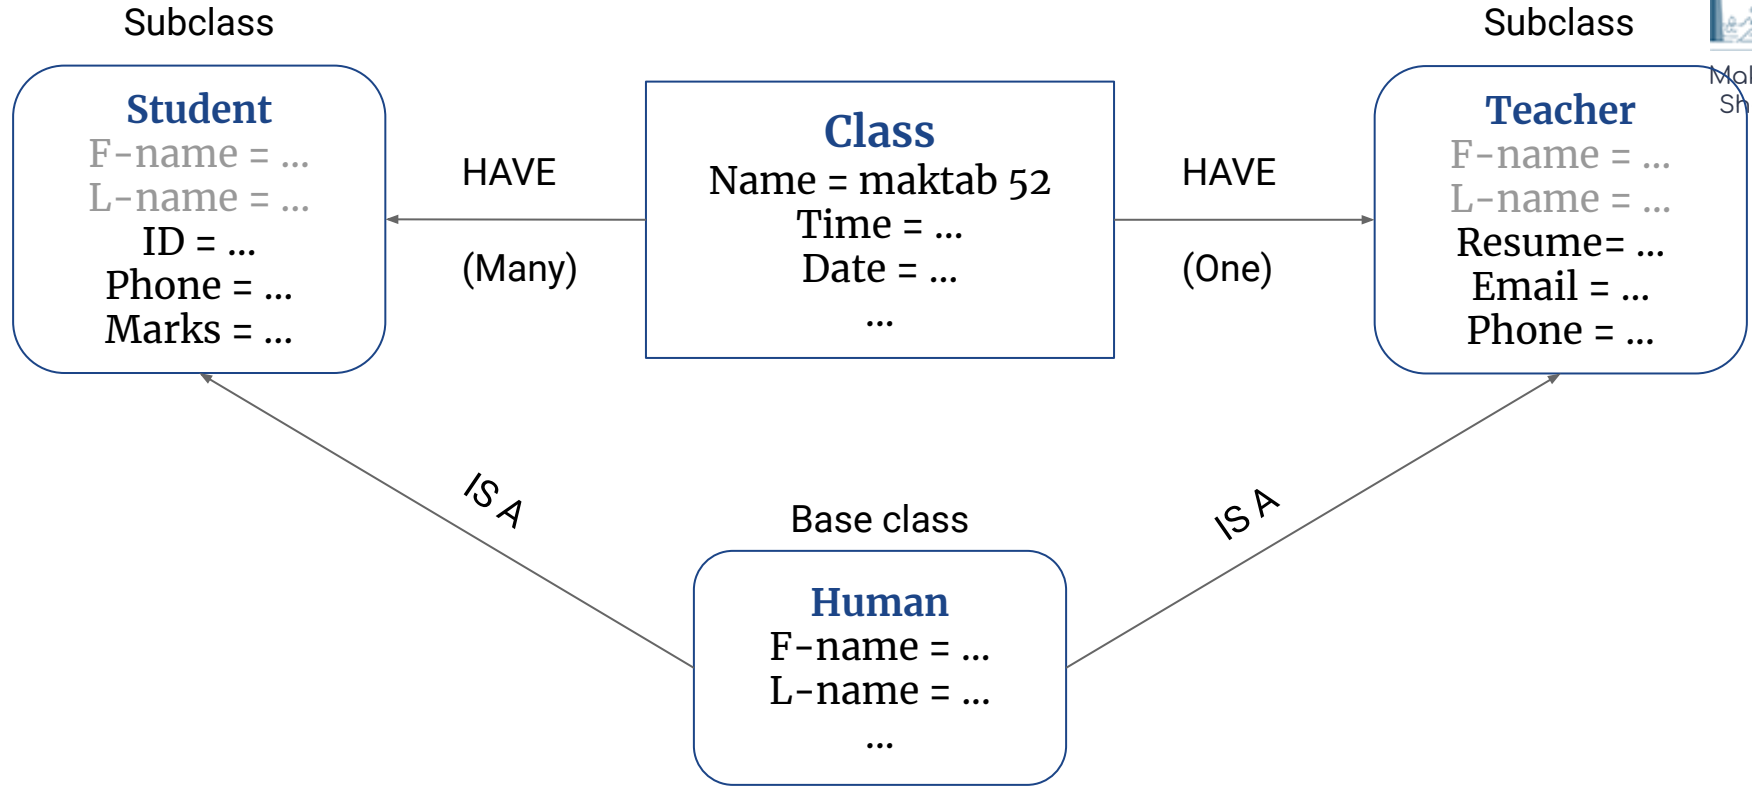 Subclass
Student
F-name = ...
L-name = ...
ID = ...
Phone = ...
Marks = ...
HAVE
(Many)
Class
Name = maktab 52
Time = ...
Date = ...
...
HAVE
(One)
Subclass
Teacher
F-name = ...
L-name = ...
Resume= ...
Email = ...
Phone = ...
IS A
IS A
Base class
Human
F-name = ...
L-name = ...
...